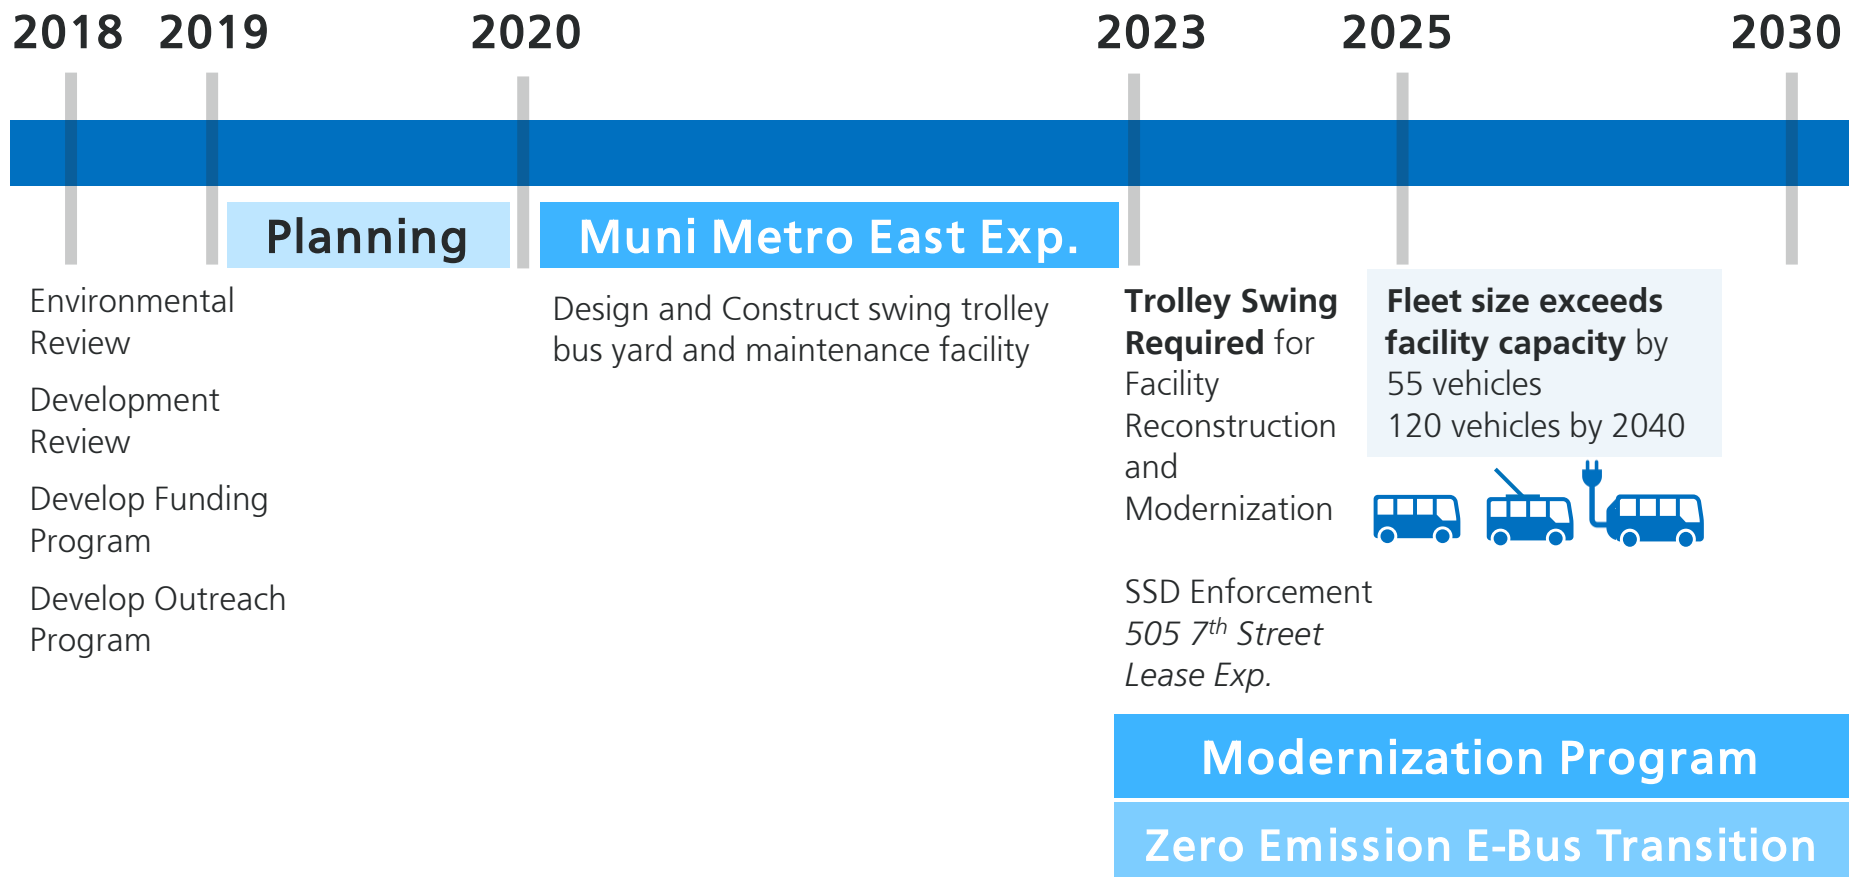 2018 2019 2020 2023 2025 2030
Planning
Muni Metro East Exp.
Environmental
Review
Development
Review
Develop Funding
Program
Develop Outreach
Program
Design and Construct swing trolley
bus yard and maintenance facility
Trolley Swing
Required for
Facility
Reconstruction
and
Modernization
SSD Enforcement
505 7th Street
Lease Exp.
Fleet size exceeds
facility capacity by
55 vehicles
120 vehicles by 2040
Modernization Program
Zero Emission E-Bus Transition